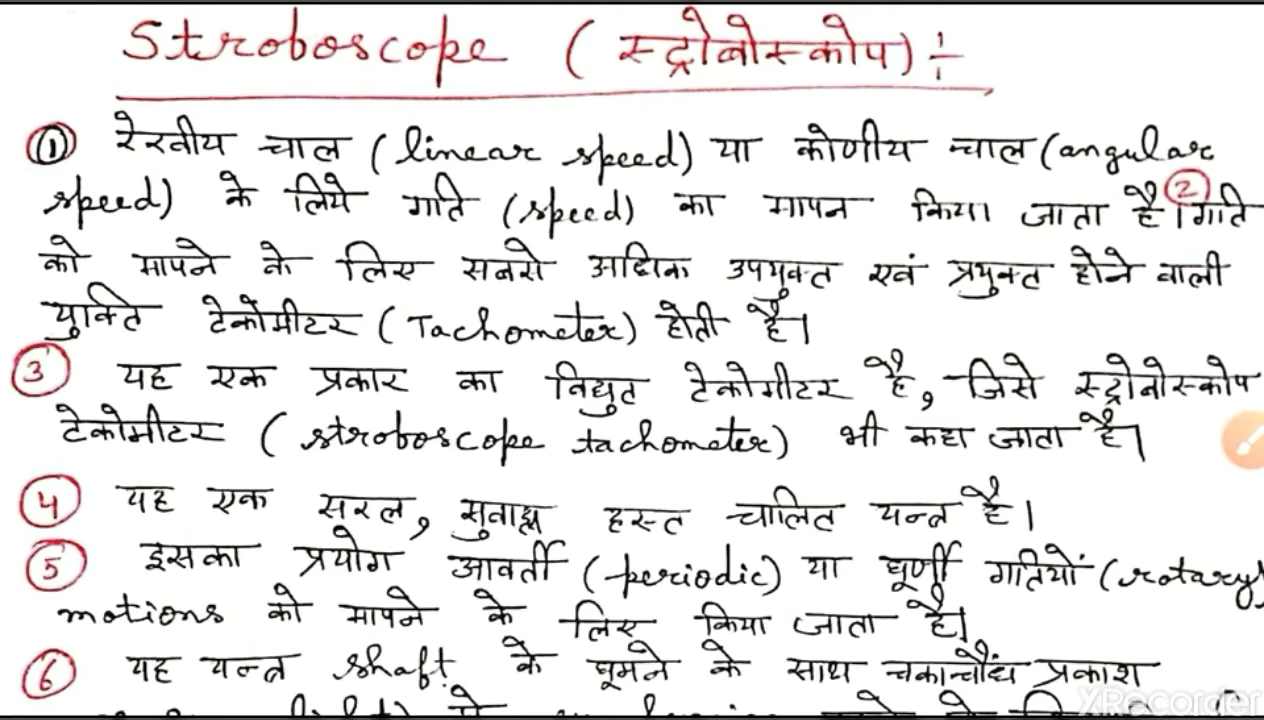 Stroboscope (स्ट्रोबोस्कोप) ÷
① रेखीय चाल (linear speed) या कोणीय चाल (angular
speed) के लिये गति (speed) का मापन किया जाता है। ② गति
को मापने के लिए सबसे अधिक उपयुक्त एवं प्रयुक्त होने वाली
युक्ति टेकोमीटर (Tachometer) होती है।
③ यह एक प्रकार का विद्युत टेकोमीटर है, जिसे स्ट्रोबोस्कोप
टेकोमीटर (stroboscope tachometer) भी कहा जाता है।
④ यह एक सरल, सुवाह्य हस्त चालित यन्त्र है।
⑤ इसका प्रयोग आवर्ती (periodic) या घूर्णी गतियों (rotary)
motions को मापने के लिए किया जाता है।
⑥ यह यन्त्र shaft के घूमने के साथ चकाचौंध प्रकाश
light) से
XRecorder